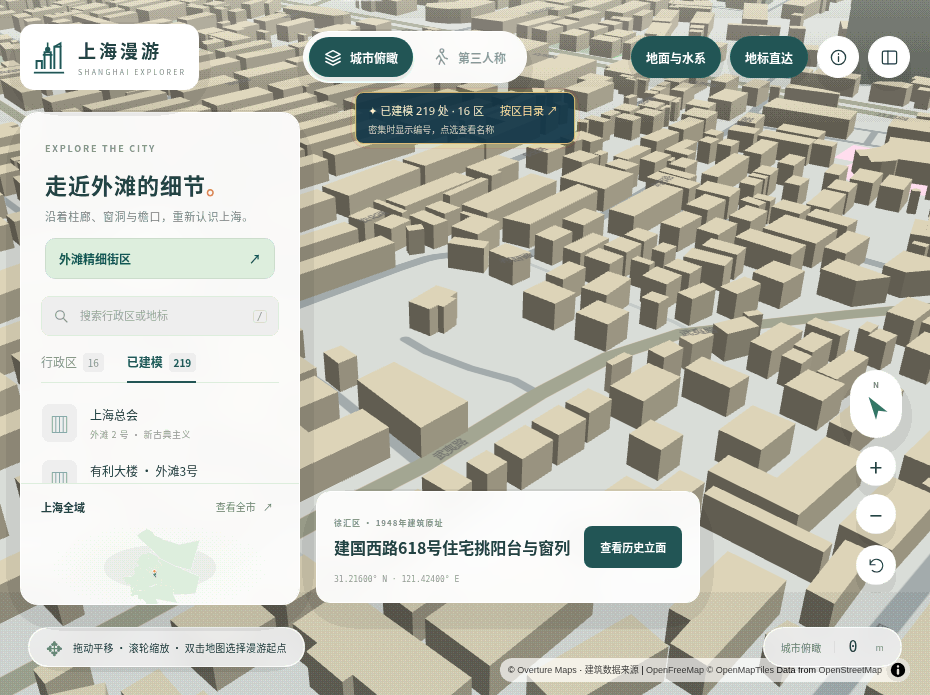 上海漫游
SHANGHAI EXPLORER
城市俯瞰
第三人称
地面与水系
地标直达
✦ 已建模 219 处 · 16 区 按区目录 ↗
密集时显示编号，点选查看名称
EXPLORE THE CITY
走近外滩的细节。
沿着柱廊、窗洞与檐口，重新认识上海。
外滩精细街区 ↗
搜索行政区或地标 /
行政区 16 已建模 219
上海总会
外滩 2 号 · 新古典主义
有利大楼 · 外滩3号
上海全域 查看全市 ↗
徐汇区 · 1948年建筑原址
建国西路618号住宅挑阳台与窗列
31.21600° N · 121.42400° E
查看历史立面
N
+
−
拖动平移 · 滚轮缩放 · 双击地图选择漫游起点
城市俯瞰 0 m
© Overture Maps · 建筑数据来源 | OpenFreeMap © OpenMapTiles Data from OpenStreetMap